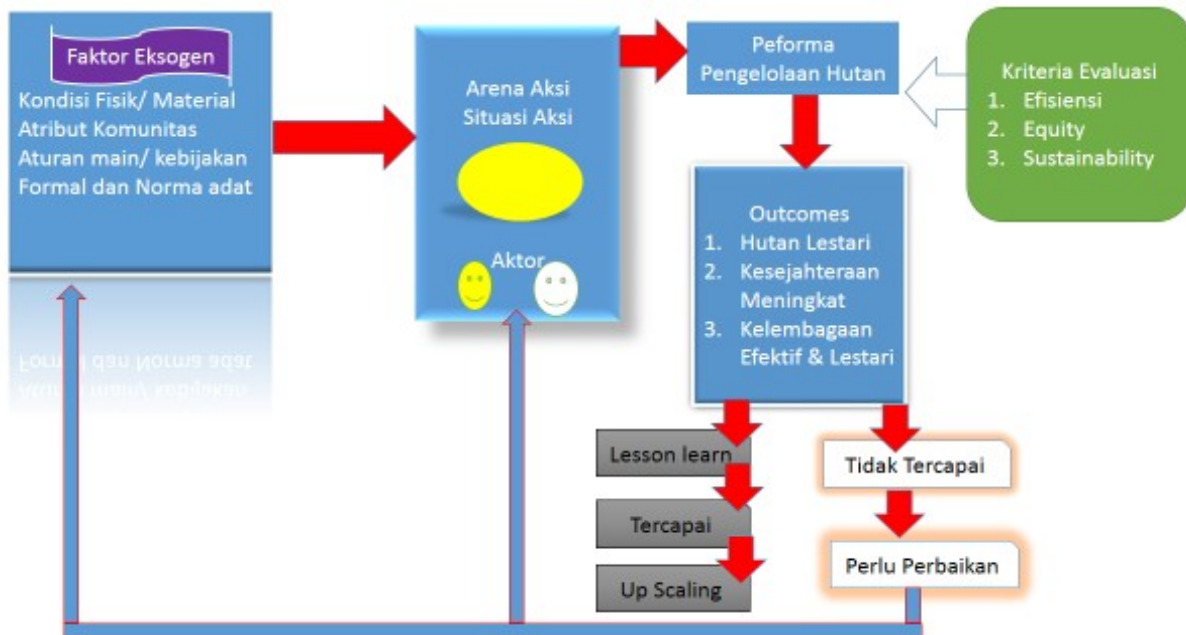 Faktor Eksogen
Kondisi Fisik/ Material
Atribut Komunitas
Aturan main/ kebijakan
Formal dan Norma adat
Arena Aksi
Situasi Aksi
Aktor
Peforma
Pengelolaan Hutan
Kriteria Evaluasi
1. Efisiensi
2. Equity
3. Sustainability
Outcomes
1. Hutan Lestari
2. Kesejahteraan
Meningkat
3. Kelembagaan
Efektif & Lestari
Lesson learn
Tercapai
Up Scaling
Tidak Tercapai
Perlu Perbaikan